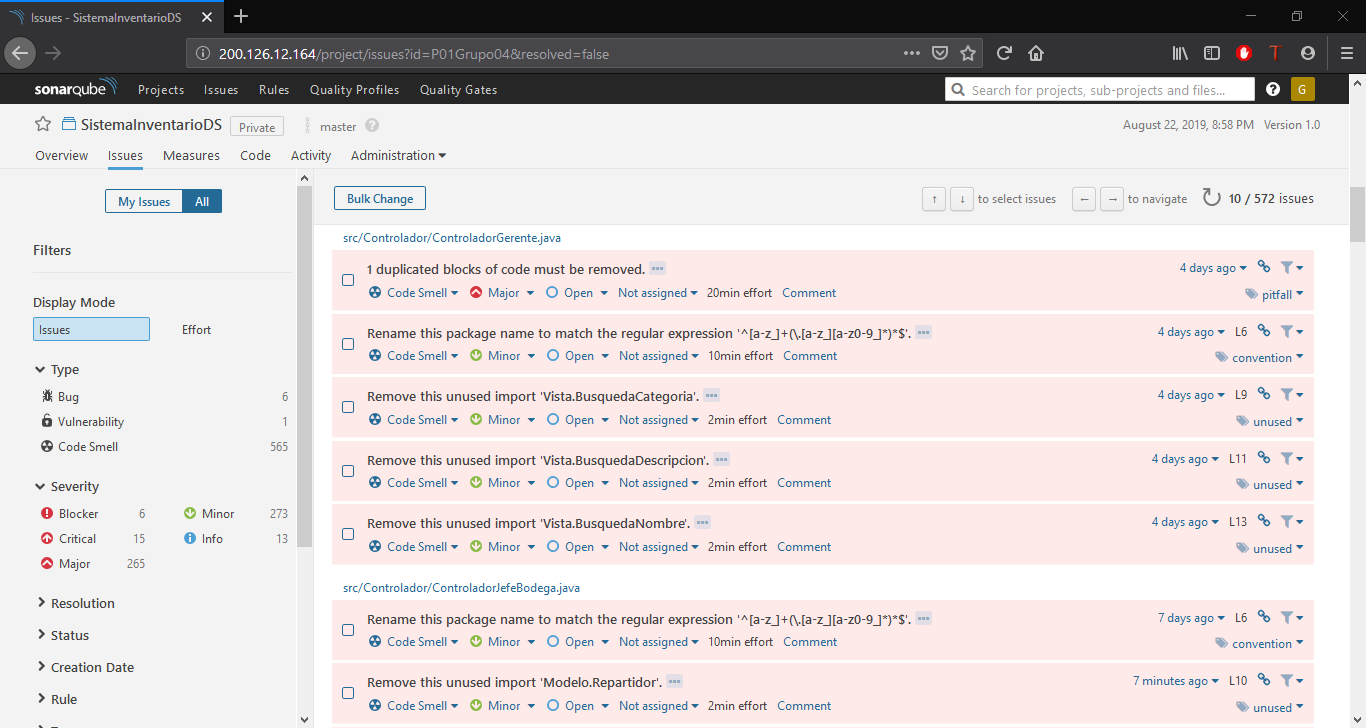 Issues - SistemaInventarioDS
200.126.12.164/project/issues?id=P01Grupo04&resolved=false
sonarqube Projects Issues Rules Quality Profiles Quality Gates Search for projects, sub-projects and files... G
SistemaInventarioDS Private master August 22, 2019, 8:58 PM Version 1.0
Overview Issues Measures Code Activity Administration
My Issues All
Bulk Change to select issues to navigate 10 / 572 issues
Filters
Display Mode
Issues Effort
Type
Bug 6
Vulnerability 1
Code Smell 565
Severity
Blocker 6 Minor 273
Critical 15 Info 13
Major 265
Resolution
Status
Creation Date
Rule
src/Controlador/ControladorGerente.java
1 duplicated blocks of code must be removed. 4 days ago
Code Smell Major Open Not assigned 20min effort Comment pitfall
Rename this package name to match the regular expression '^[a-z_]+(\.[a-z_][a-z0-9_]*)*$'. 4 days ago L6
Code Smell Minor Open Not assigned 10min effort Comment convention
Remove this unused import 'Vista.BusquedaCategoria'. 4 days ago L9
Code Smell Minor Open Not assigned 2min effort Comment unused
Remove this unused import 'Vista.BusquedaDescripcion'. 4 days ago L11
Code Smell Minor Open Not assigned 2min effort Comment unused
Remove this unused import 'Vista.BusquedaNombre'. 4 days ago L13
Code Smell Minor Open Not assigned 2min effort Comment unused
src/Controlador/ControladorJefeBodega.java
Rename this package name to match the regular expression '^[a-z_]+(\.[a-z_][a-z0-9_]*)*$'. 7 days ago L6
Code Smell Minor Open Not assigned 10min effort Comment convention
Remove this unused import 'Modelo.Repartidor'. 7 minutes ago L10
Code Smell Minor Open Not assigned 2min effort Comment unused